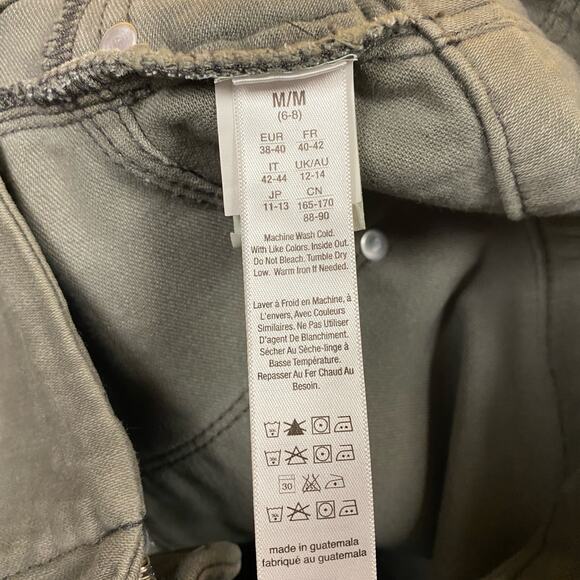 M/M
(6-8)
EUR FR
38-40 40-42
IT UK/AU
42-44 12-14
JP CN
11-13 165-170
88-90
Machine Wash Cold.
With Like Colors. Inside Out.
Do Not Bleach. Tumble Dry
Low. Warm Iron If Needed.
Laver à Froid en Machine, à
L'envers, Avec Couleurs
Similaires. Ne Pas Utiliser
D'agent de Blanchiment.
Sécher Au Sèche-linge à
Basse Température.
Repasser Au Fer Chaud Au
Besoin.
30
made in guatemala
fabriqué au guatemala